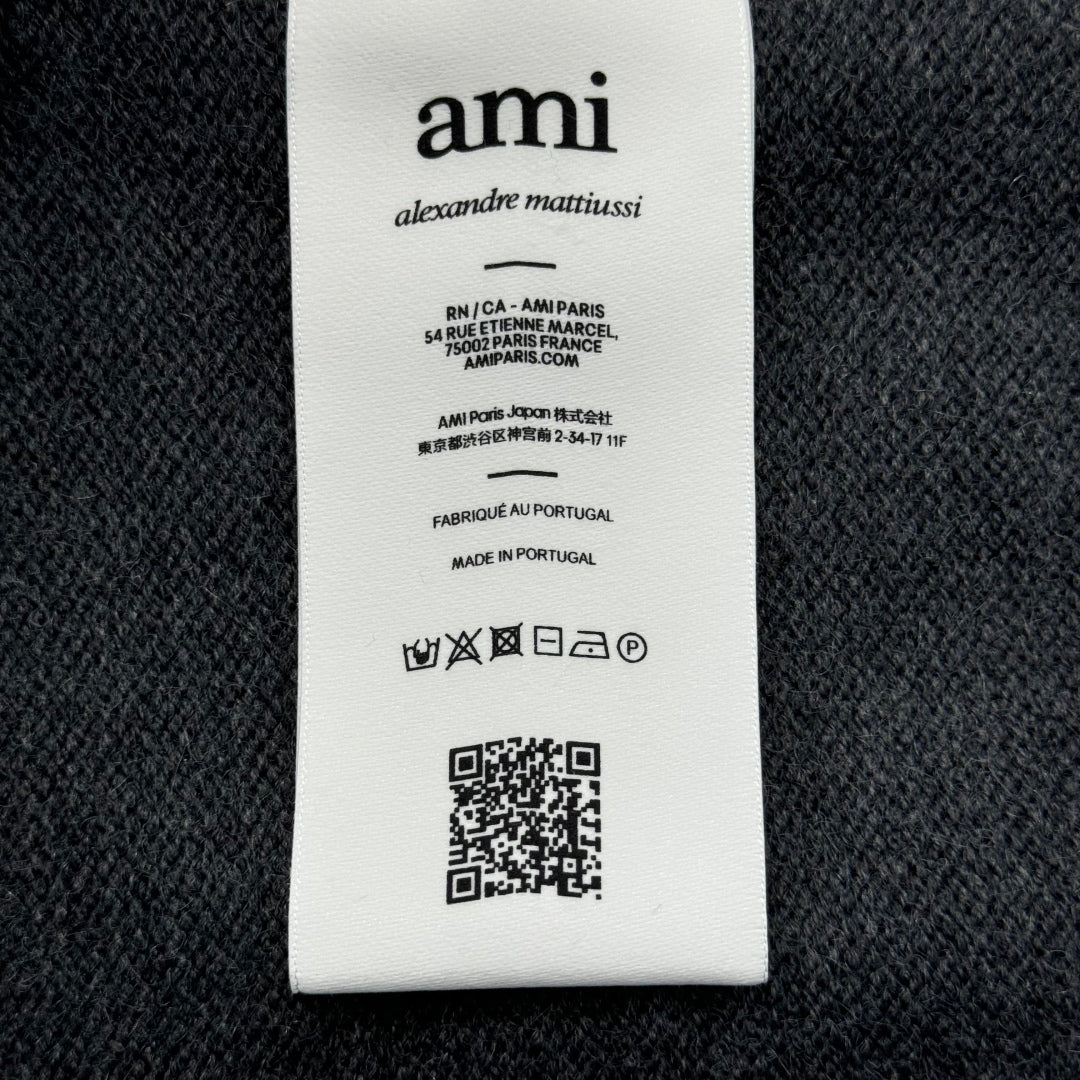 ami
alexandre mattiussi
RN / CA - AMI PARIS
54 RUE ETIENNE MARCEL,
75002 PARIS FRANCE
AMIPARIS.COM
AMI Paris Japan 株式会社
東京都渋谷区神宮前 2-34-17 11F
FABRIQUÉ AU PORTUGAL
MADE IN PORTUGAL
P